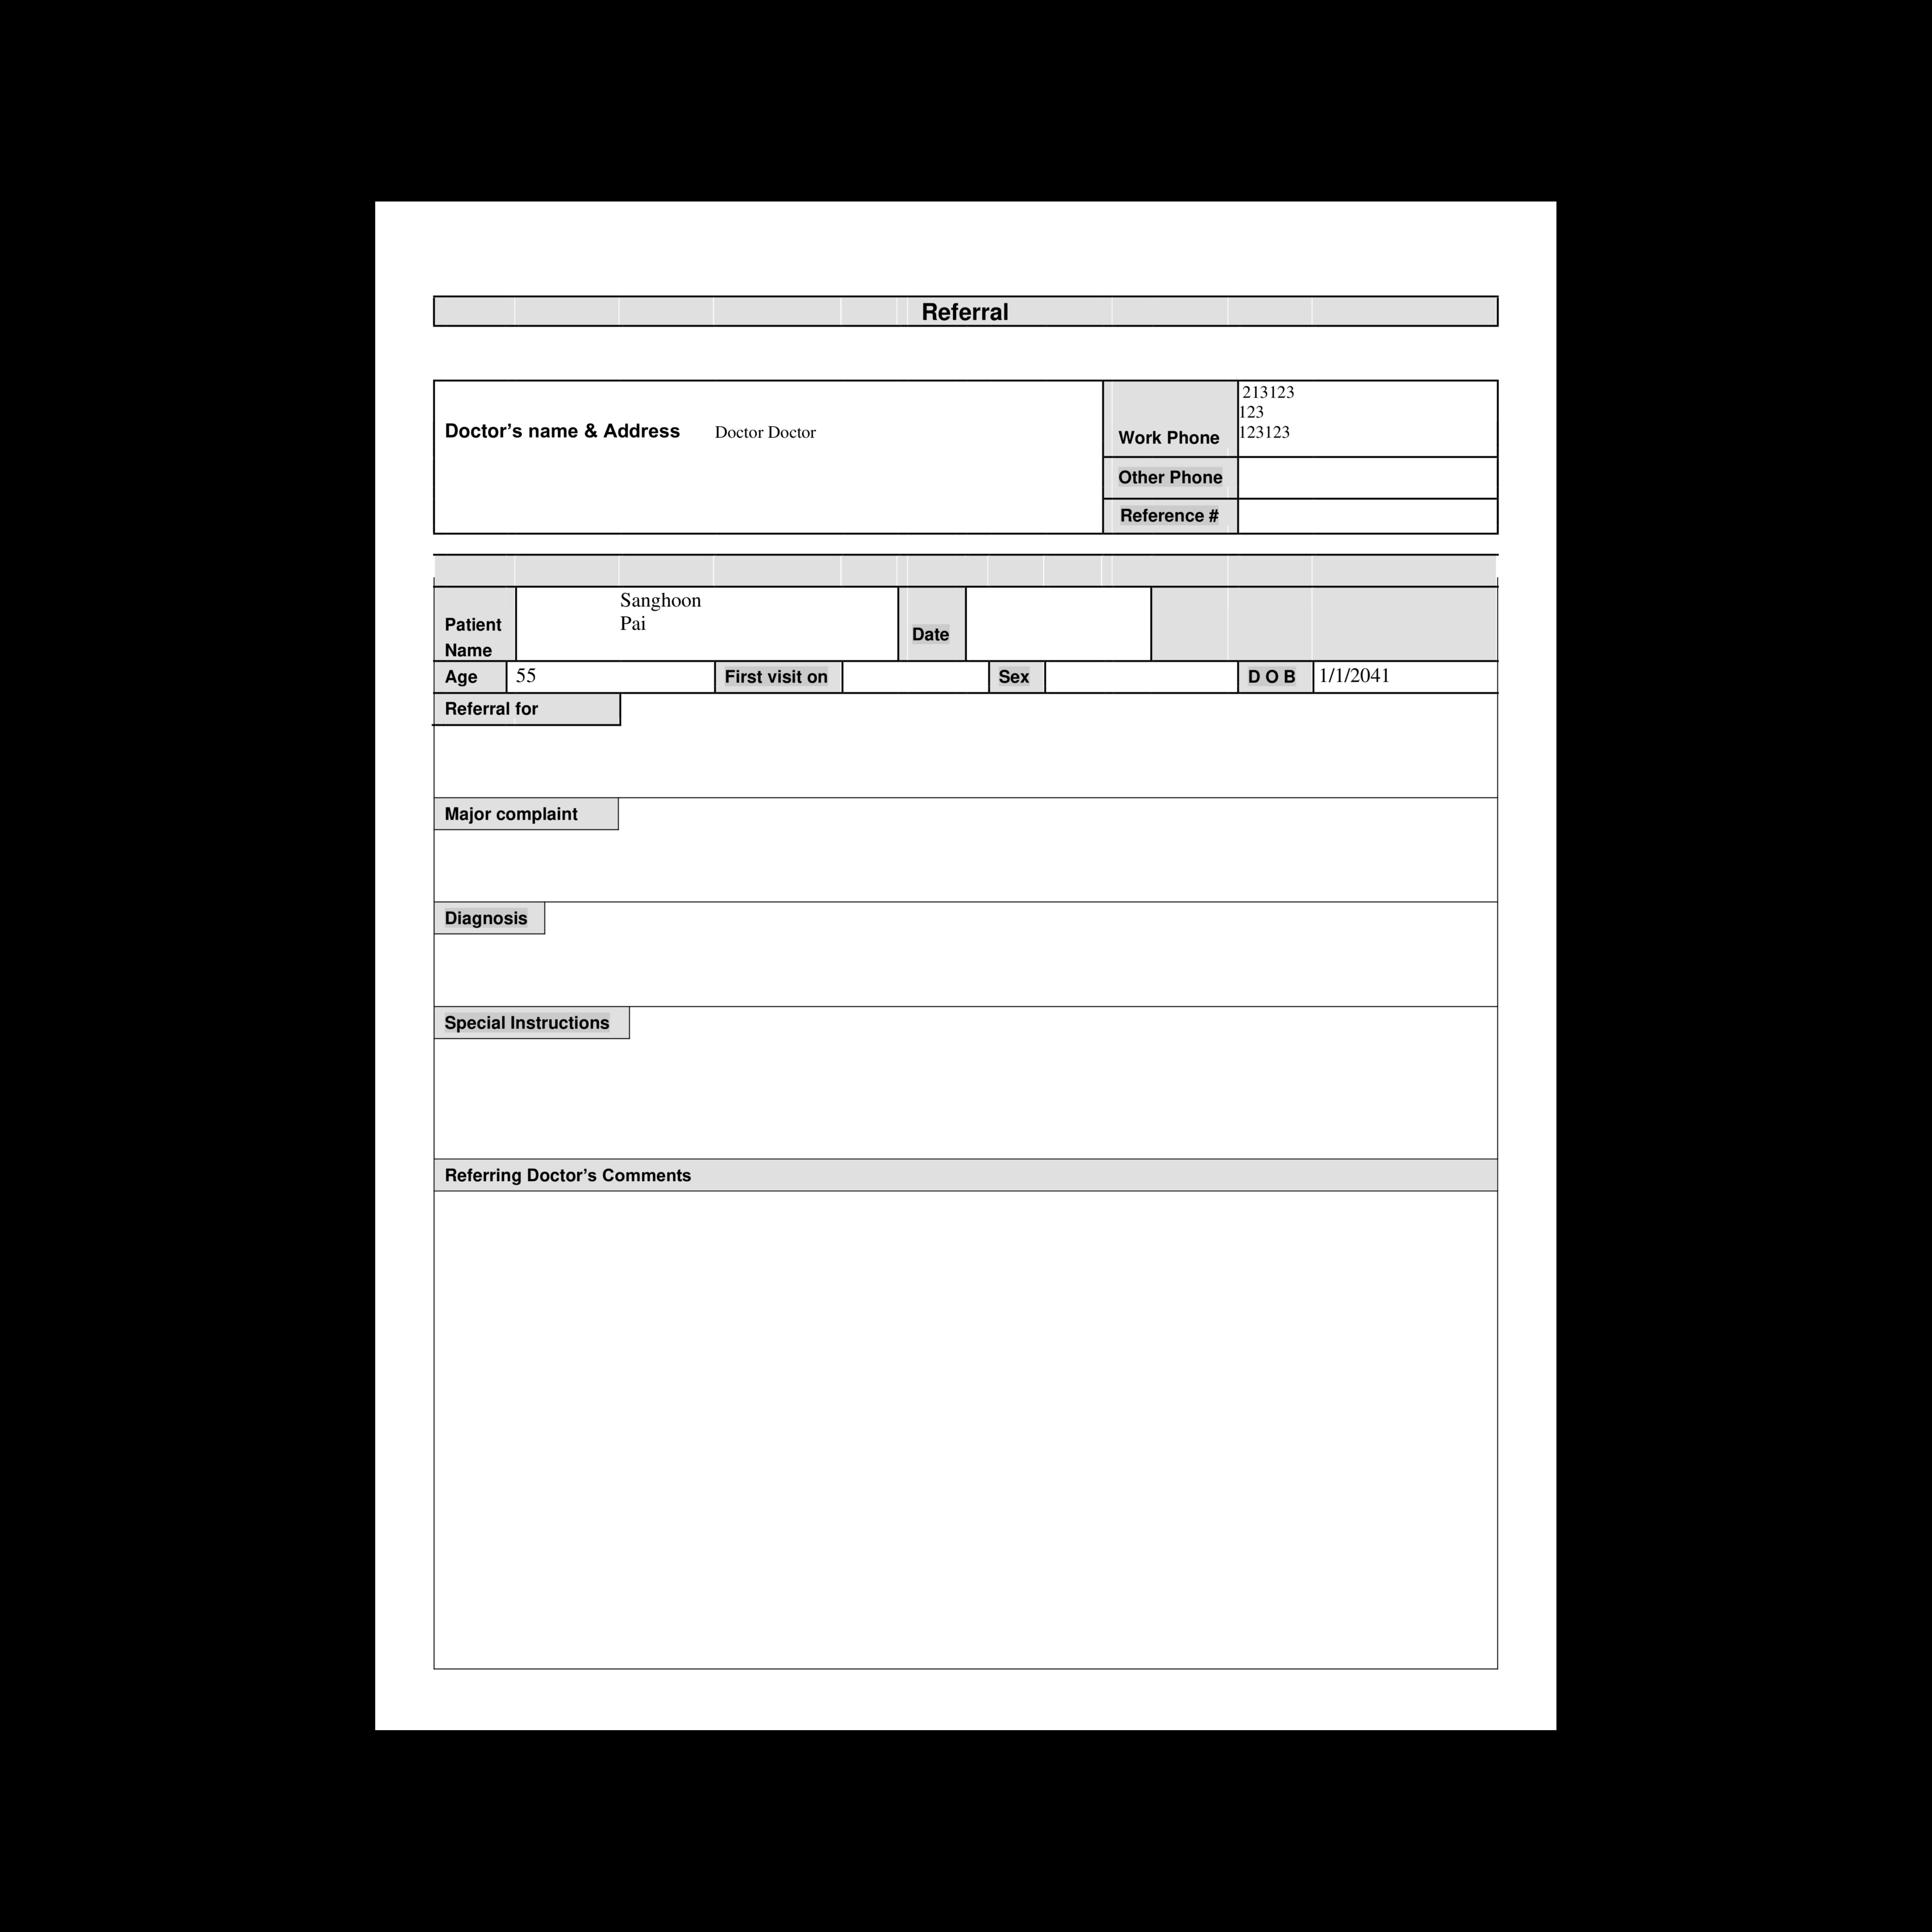 Referral
Doctor’s name & Address Doctor Doctor
Work Phone
213123
123
123123
Other Phone
Reference #
Patient
Name
Sanghoon
Pai
Date
Age 55 First visit on Sex D O B 1/1/2041
Referral for
Major complaint
Diagnosis
Special Instructions
Referring Doctor’s Comments